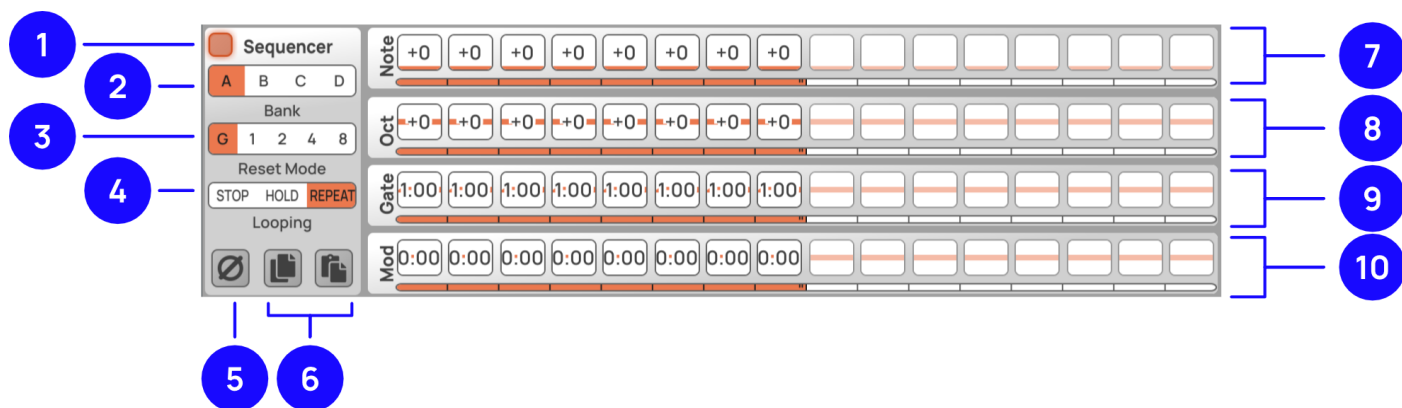 1
Sequencer
2
A B C D
Bank
3
G 1 2 4 8
Reset Mode
4
STOP HOLD REPEAT
Looping
5
6
Note +0 +0 +0 +0 +0 +0 +0 +0
7
Oct +0 +0 +0 +0 +0 +0 +0 +0
8
Gate 1:00 1:00 1:00 1:00 1:00 1:00 1:00 1:00
9
Mod 0:00 0:00 0:00 0:00 0:00 0:00 0:00 0:00
10